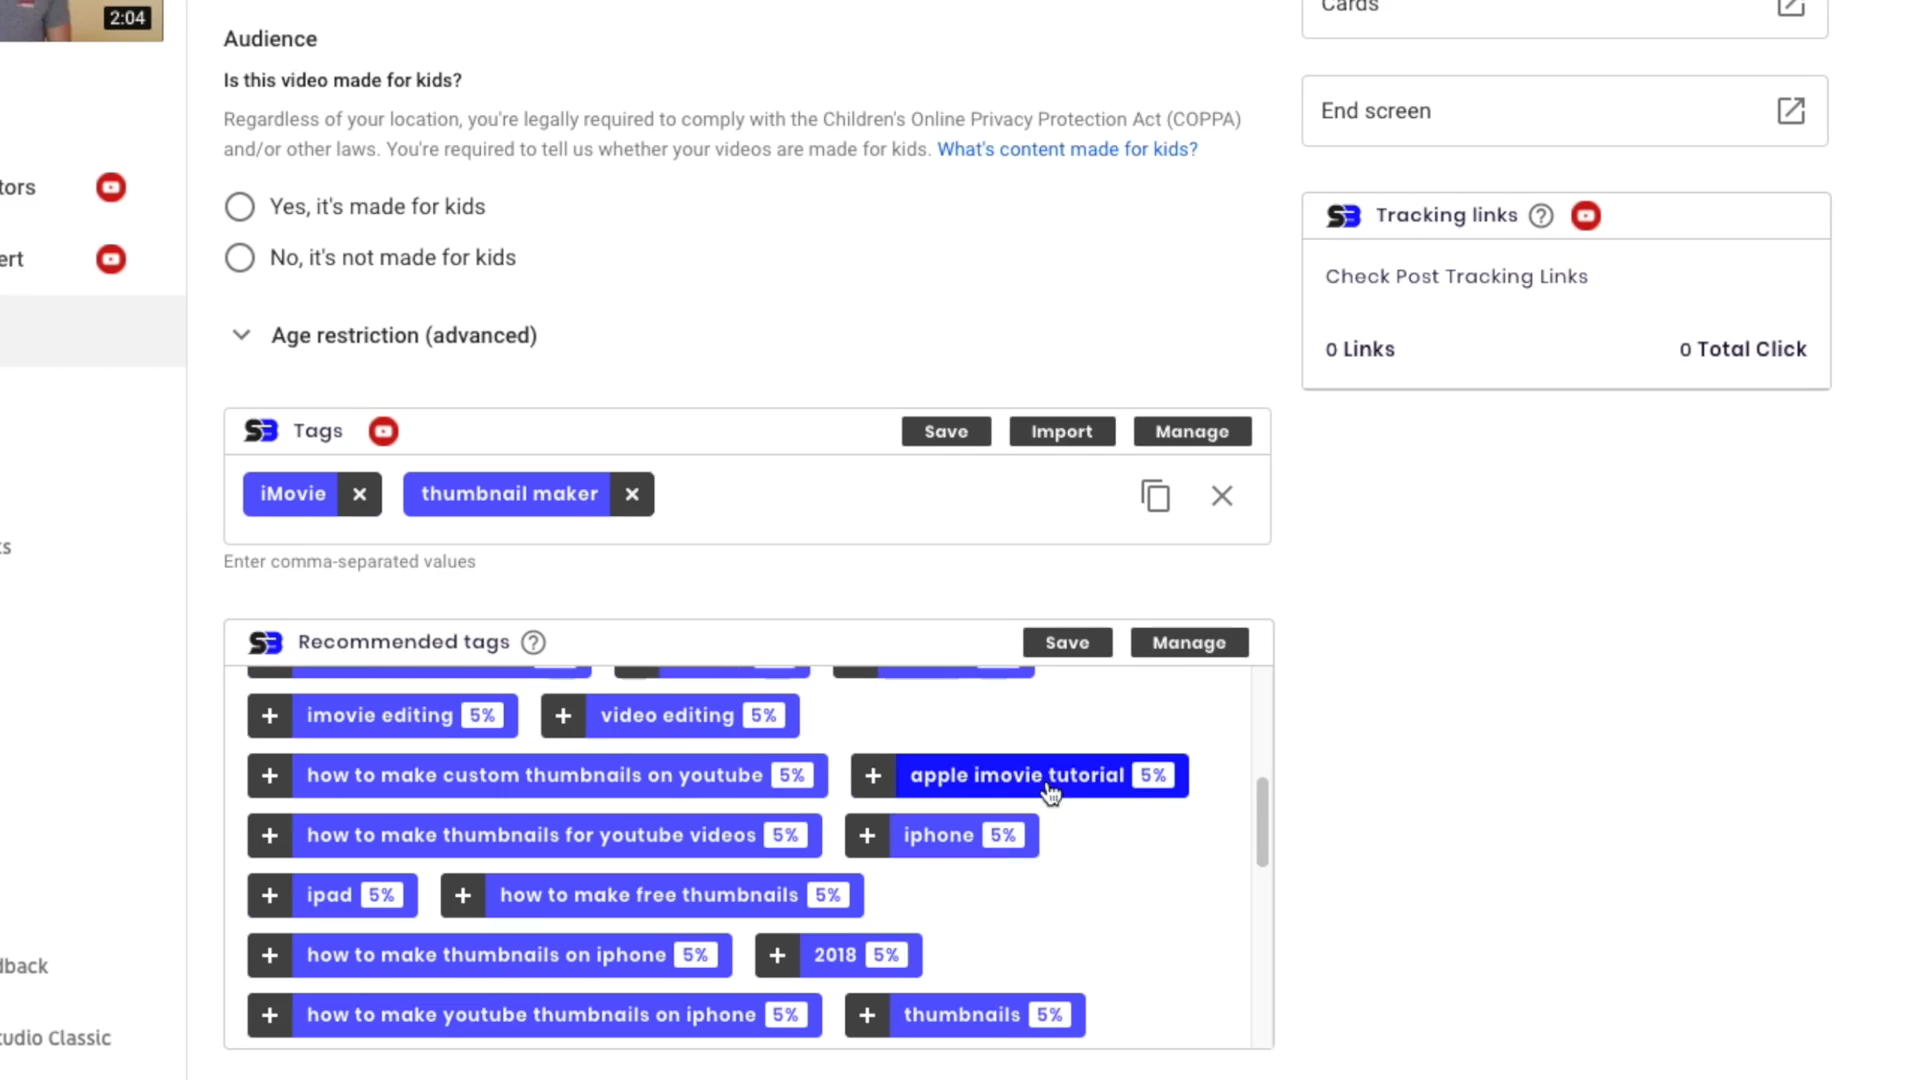 2:04
Cards
Audience
Is this video made for kids?
Regardless of your location, you're legally required to comply with the Children's Online Privacy Protection Act (COPPA)
and/or other laws. You're required to tell us whether your videos are made for kids. What's content made for kids?
End screen
tors
Yes, it's made for kids
SB Tracking links ?
ert
No, it's not made for kids
Check Post Tracking Links
Age restriction (advanced)
0 Links 0 Total Click
SB Tags Save Import Manage
iMovie × thumbnail maker ×
ts
Enter comma-separated values
SB Recommended tags ? Save Manage
+ imovie editing 5% + video editing 5%
+ how to make custom thumbnails on youtube 5% + apple imovie tutorial 5%
+ how to make thumbnails for youtube videos 5% + iphone 5%
+ ipad 5% + how to make free thumbnails 5%
+ how to make thumbnails on iphone 5% + 2018 5%
dback
+ how to make youtube thumbnails on iphone 5% + thumbnails 5%
tudio Classic